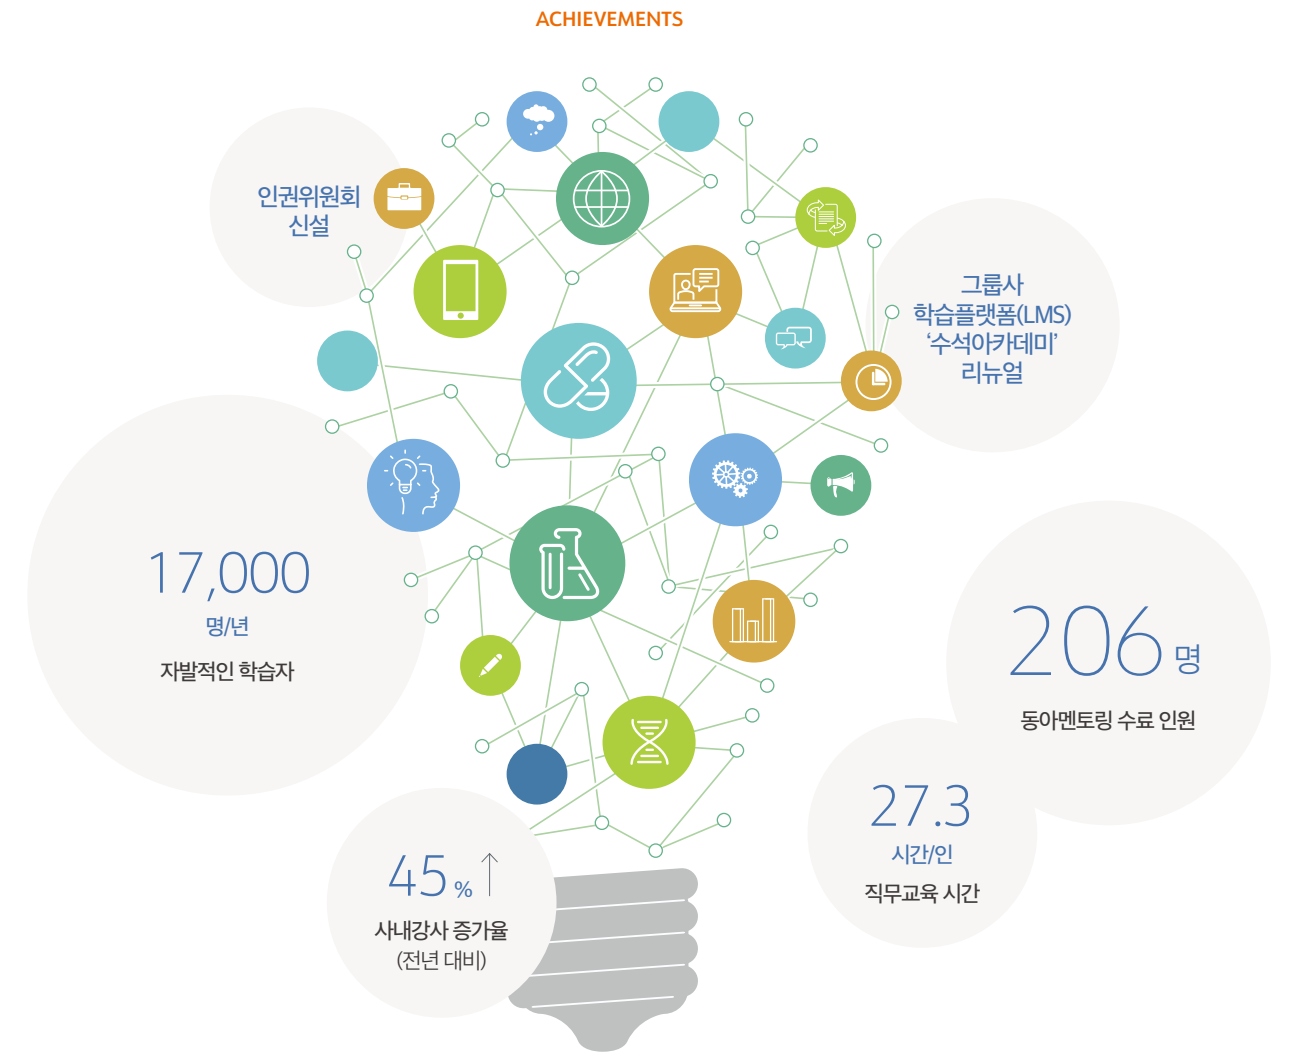 ACHIEVEMENTS
인권위원회
신설
그룹사
학습플랫폼(LMS)
‘수석아카데미’
리뉴얼
17,000
명/년
자발적인 학습자
206 명
동아멘토링 수료 인원
27.3
시간/인
직무교육 시간
45 % ↑
사내강사 증가율
(전년 대비)